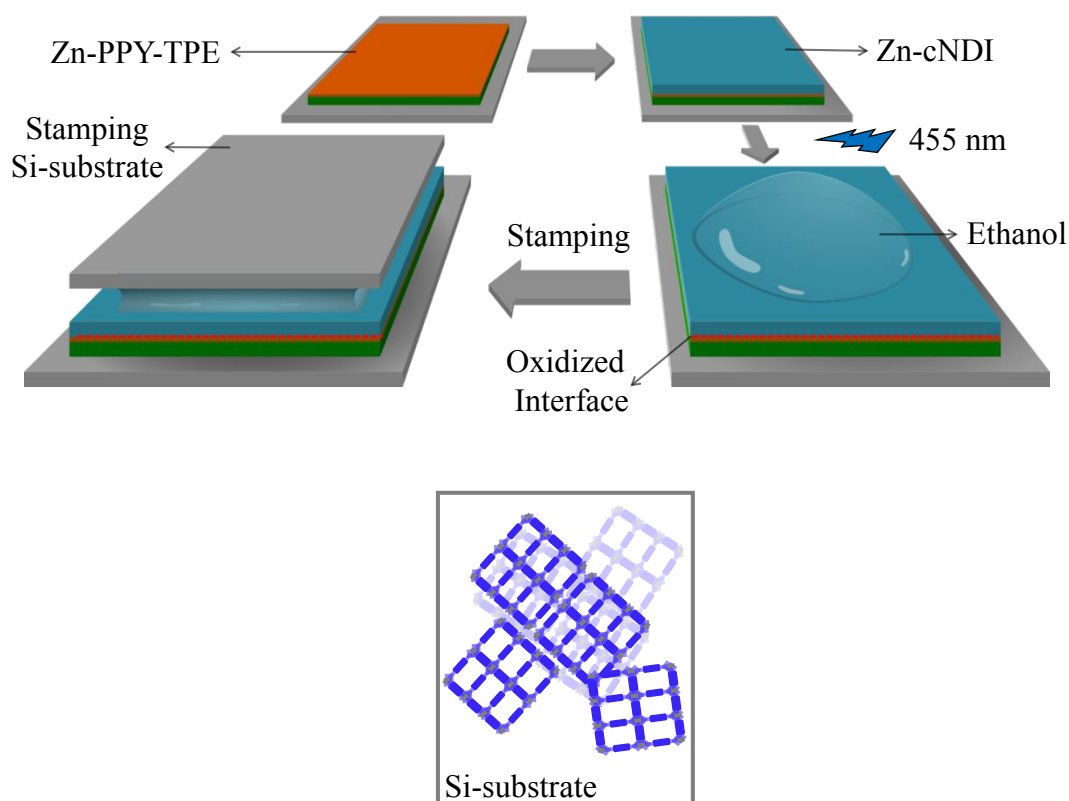 Zn-PPY-TPE
Zn-cNDI
Stamping
Si-substrate
455 nm
Ethanol
Stamping
Oxidized
Interface
Si-substrate